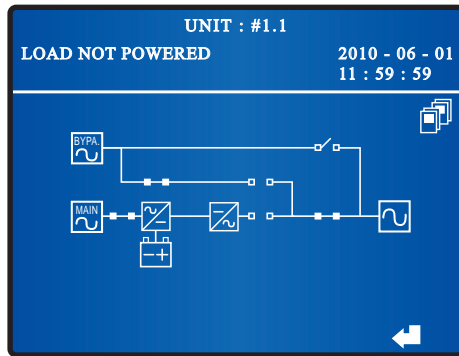 UNIT : #1.1
LOAD NOT POWERED
2010 - 06 - 01
11 : 59 : 59
BYPA.
MAIN